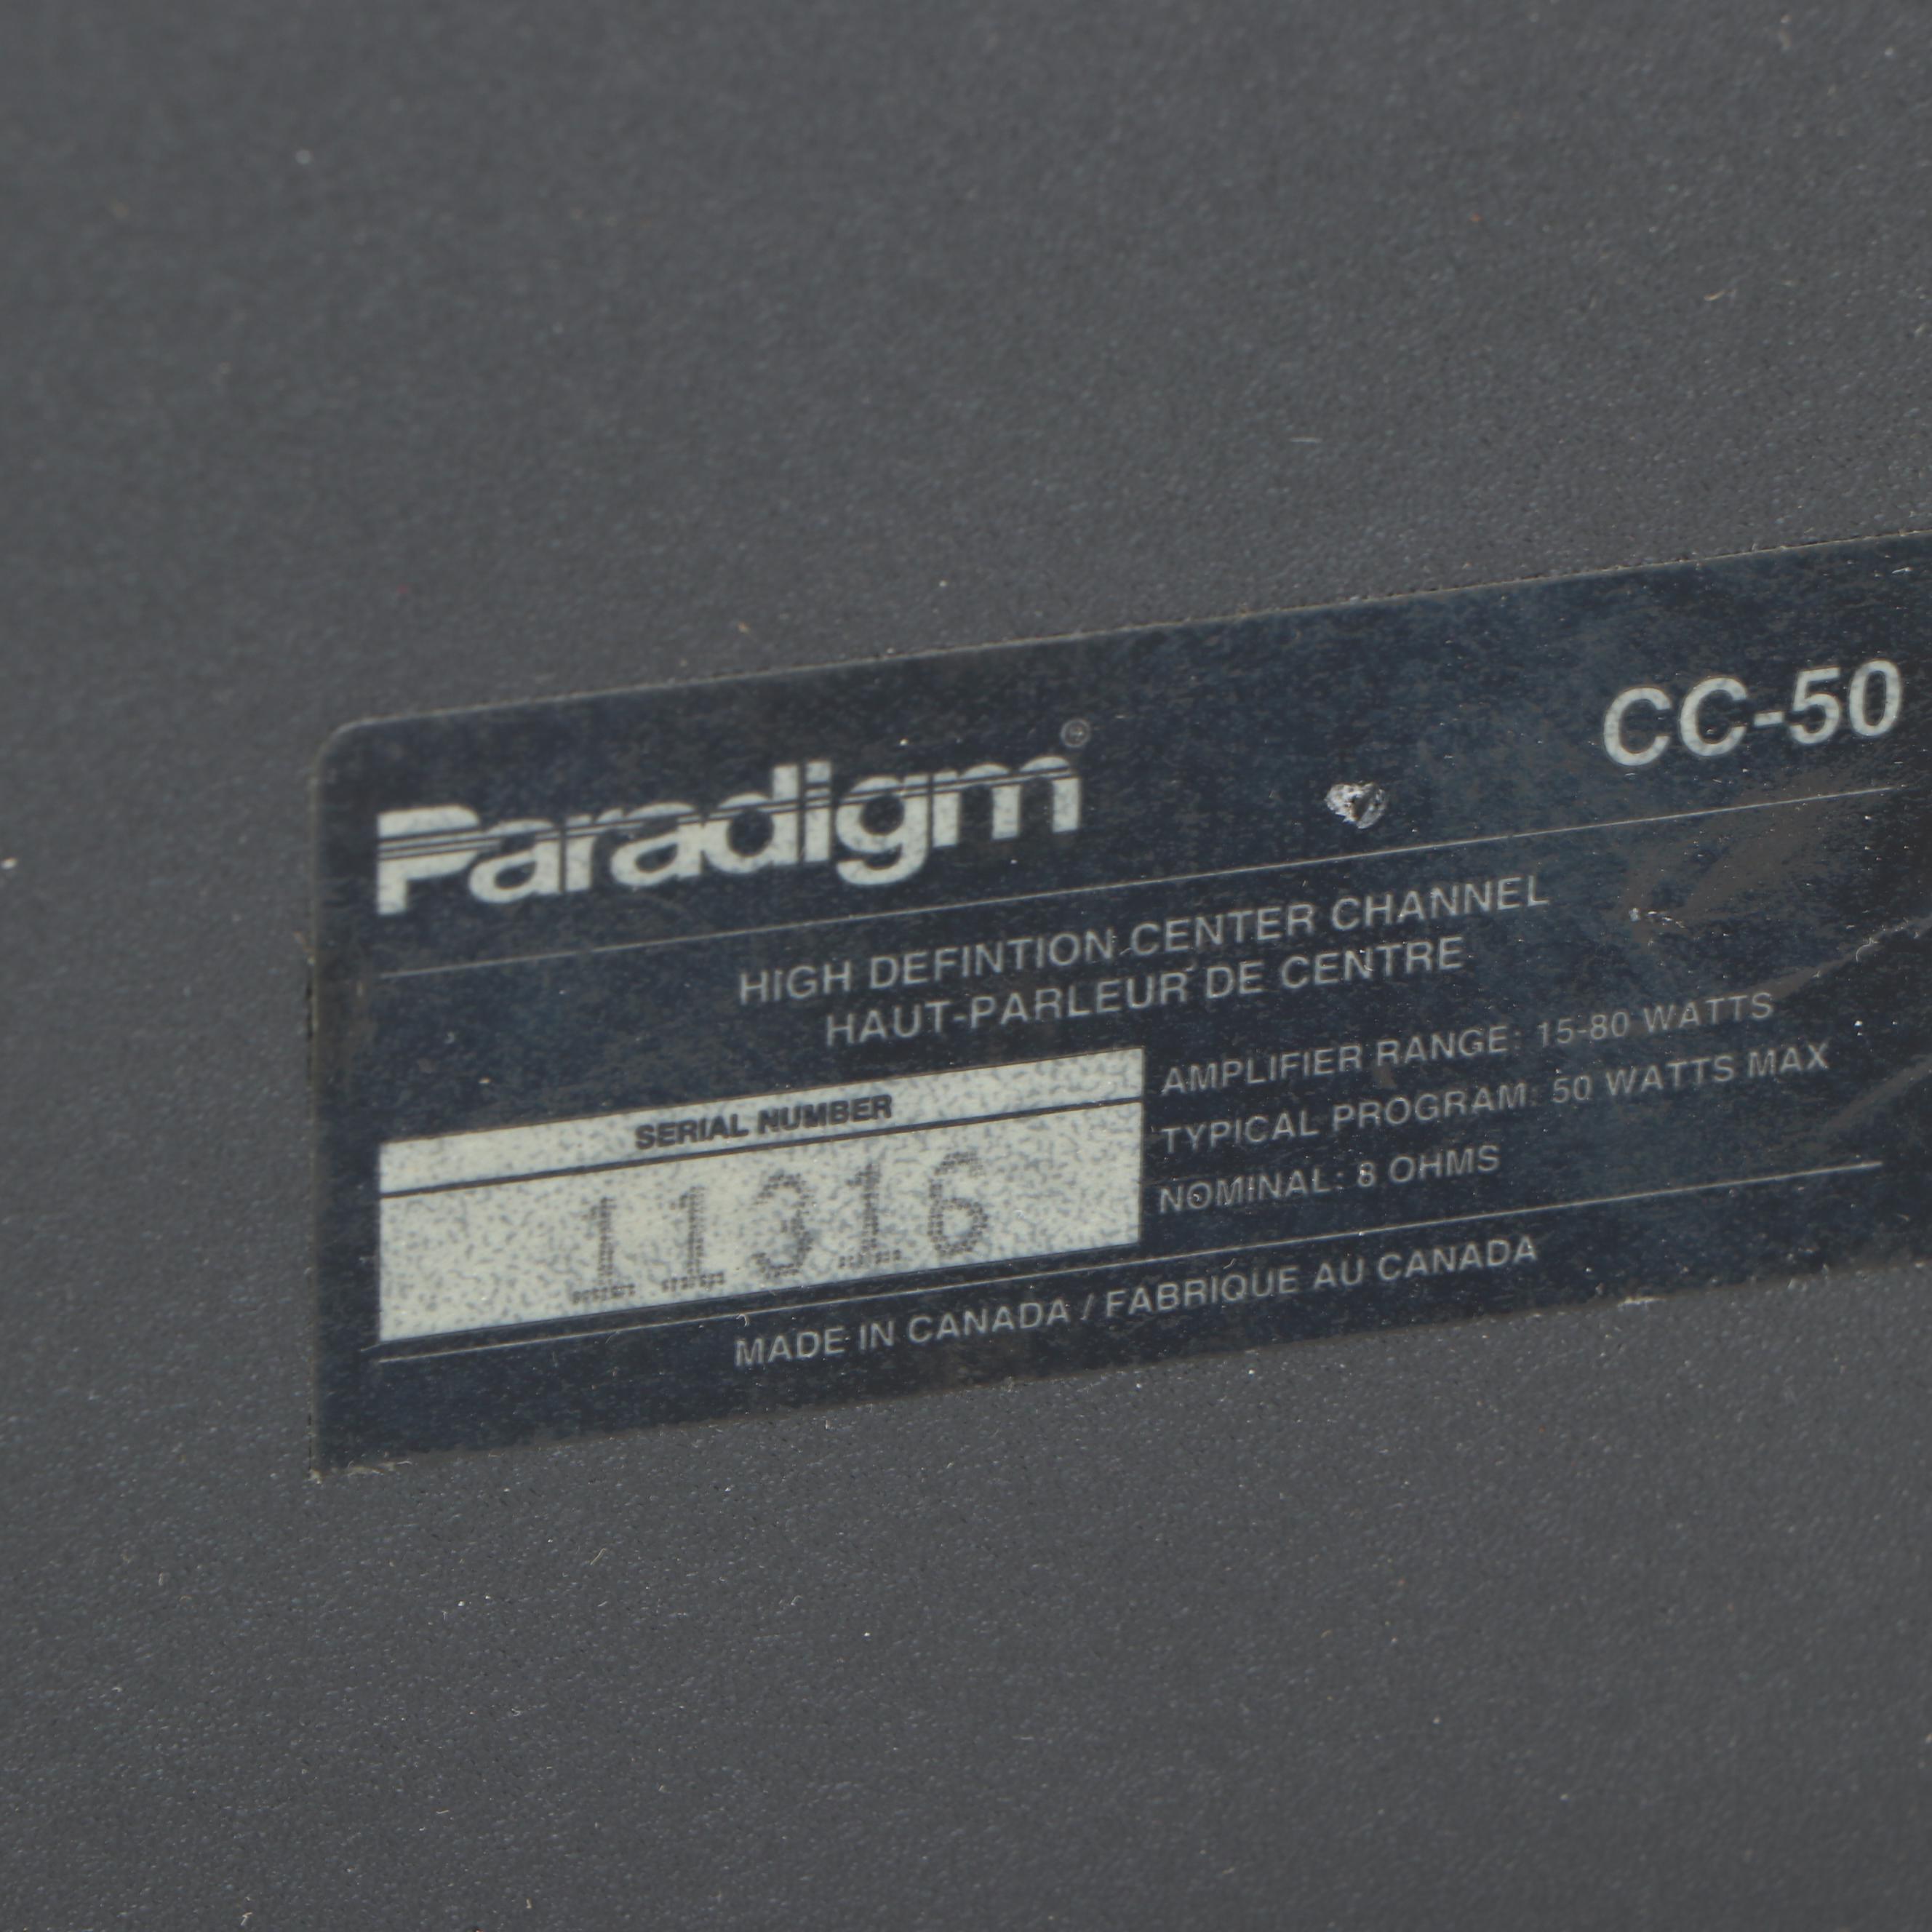 Paradigm® CC-50
HIGH DEFINTION CENTER CHANNEL
HAUT-PARLEUR DE CENTRE
SERIAL NUMBER
11316
AMPLIFIER RANGE: 15-80 WATTS
TYPICAL PROGRAM: 50 WATTS MAX
NOMINAL: 8 OHMS
MADE IN CANADA / FABRIQUE AU CANADA